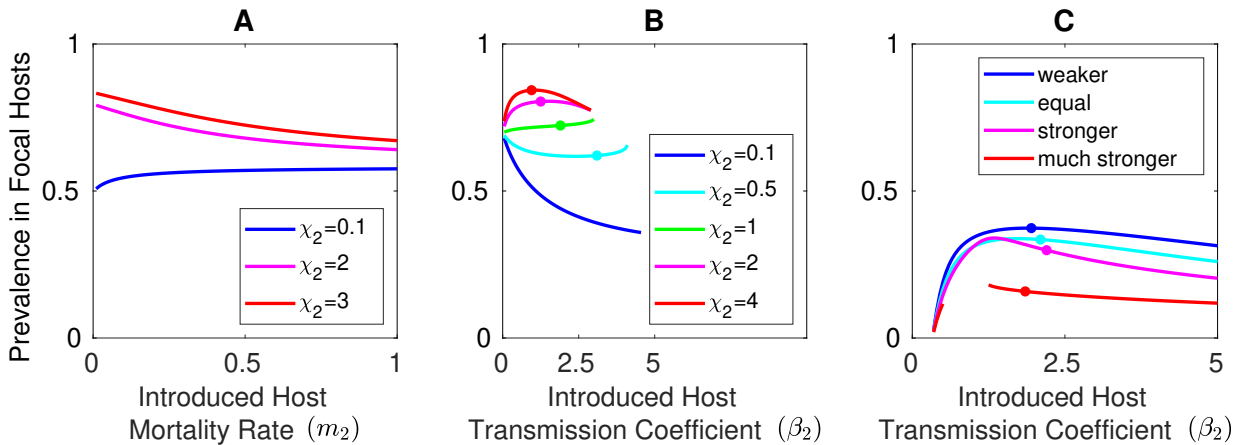 A
B
C
Prevalence in Focal Hosts
1
0.5
0
0
0.5
1
χ₂=0.1
χ₂=2
χ₂=3
Introduced Host
Mortality Rate (m₂)
1
0.5
0
0
2.5
5
χ₂=0.1
χ₂=0.5
χ₂=1
χ₂=2
χ₂=4
Introduced Host
Transmission Coefficient (β₂)
1
0.5
0
0
2.5
5
weaker
equal
stronger
much stronger
Introduced Host
Transmission Coefficient (β₂)